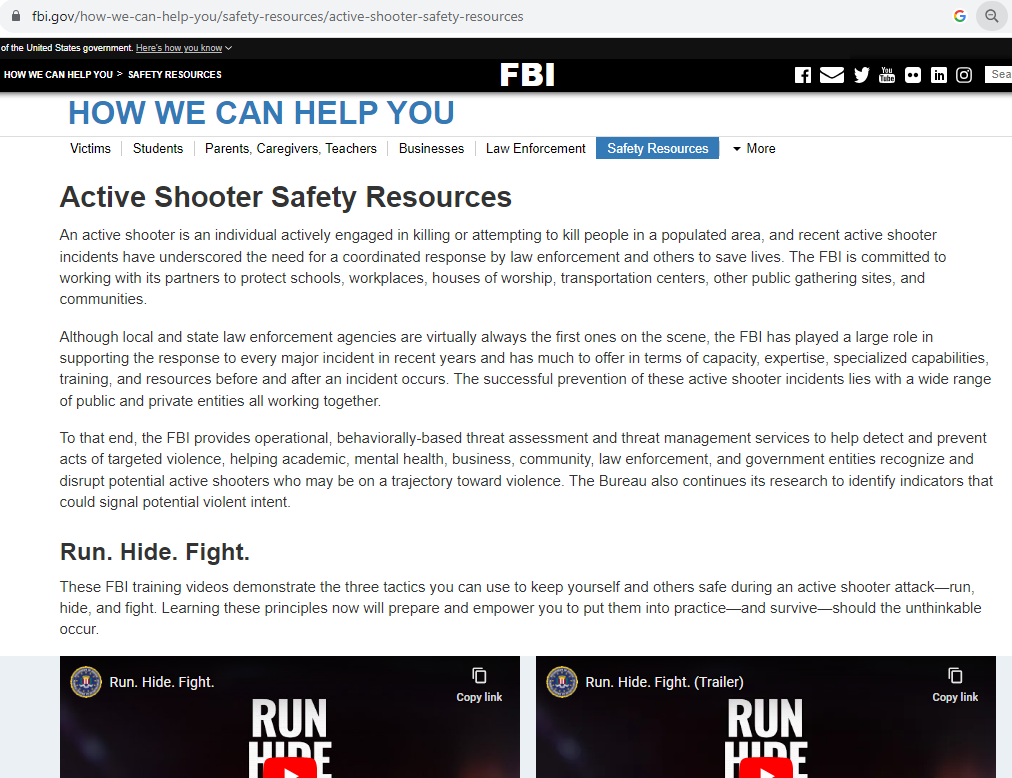 fbi.gov/how-we-can-help-you/safety-resources/active-shooter-safety-resources
of the United States government. Here's how you know
HOW WE CAN HELP YOU > SAFETY RESOURCES
FBI
You Tube
in
Sea
HOW WE CAN HELP YOU
Victims
Students
Parents, Caregivers, Teachers
Businesses
Law Enforcement
Safety Resources
More
Active Shooter Safety Resources
An active shooter is an individual actively engaged in killing or attempting to kill people in a populated area, and recent active shooter
incidents have underscored the need for a coordinated response by law enforcement and others to save lives. The FBI is committed to
working with its partners to protect schools, workplaces, houses of worship, transportation centers, other public gathering sites, and
communities.
Although local and state law enforcement agencies are virtually always the first ones on the scene, the FBI has played a large role in
supporting the response to every major incident in recent years and has much to offer in terms of capacity, expertise, specialized capabilities,
training, and resources before and after an incident occurs. The successful prevention of these active shooter incidents lies with a wide range
of public and private entities all working together.
To that end, the FBI provides operational, behaviorally-based threat assessment and threat management services to help detect and prevent
acts of targeted violence, helping academic, mental health, business, community, law enforcement, and government entities recognize and
disrupt potential active shooters who may be on a trajectory toward violence. The Bureau also continues its research to identify indicators that
could signal potential violent intent.
Run. Hide. Fight.
These FBI training videos demonstrate the three tactics you can use to keep yourself and others safe during an active shooter attack—run,
hide, and fight. Learning these principles now will prepare and empower you to put them into practice—and survive—should the unthinkable
occur.
Run. Hide. Fight.
Copy link
RUN
HIDE
Run. Hide. Fight. (Trailer)
Copy link
RUN
HIDE